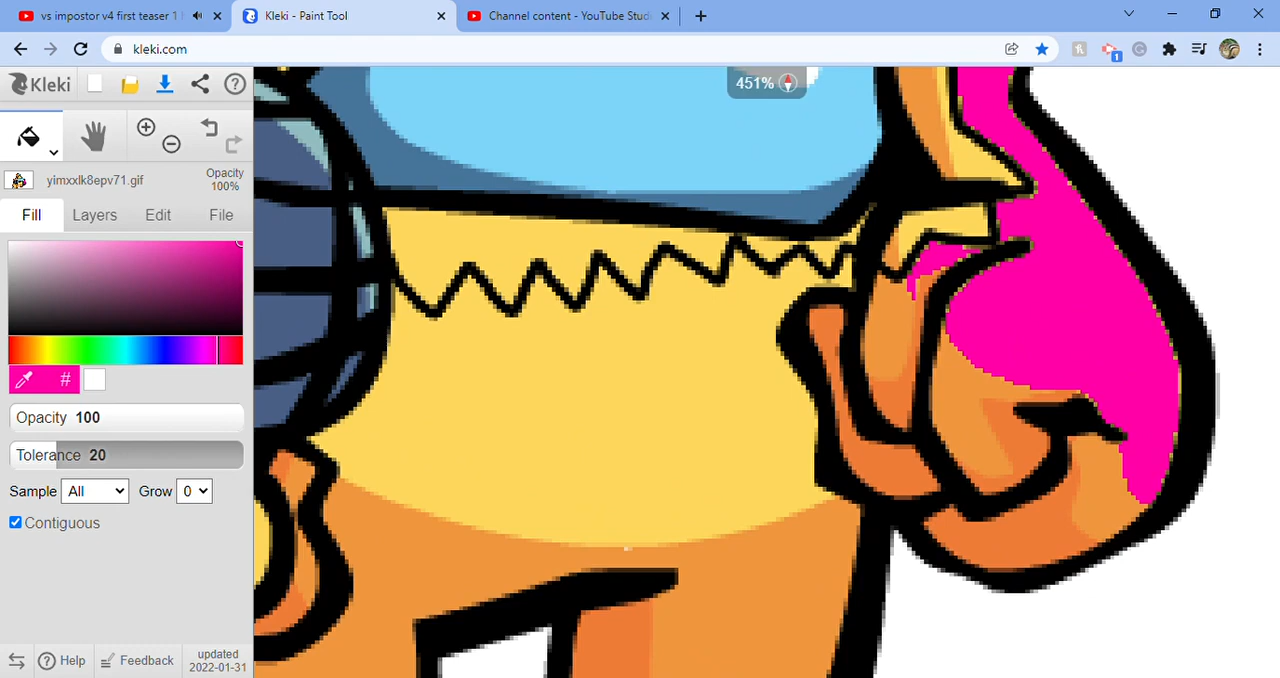 vs impostor v4 first teaser 1
Kleki - Paint Tool
Channel content - YouTube Stud
kleki.com
1
Kleki
451%
yimxxlk8epv71.gif
Opacity
100%
Fill
Layers
Edit
File
#
Opacity 100
Tolerance 20
Sample All
Grow 0
Contiguous
Help
Feedback
updated
2022-01-31